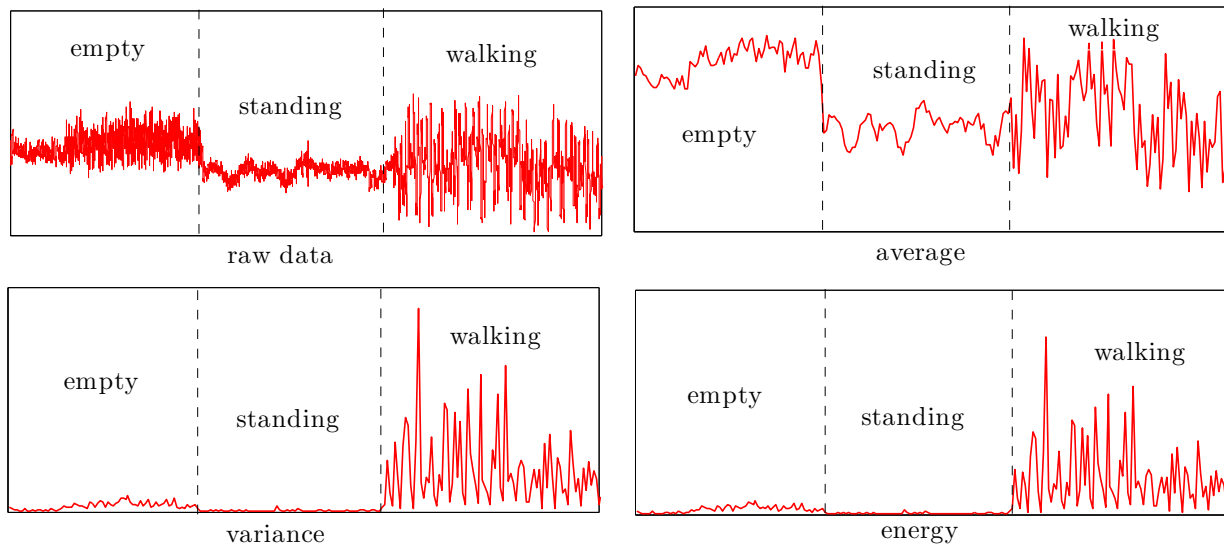 empty
standing
walking
raw data
empty
standing
walking
average
empty
standing
walking
variance
empty
standing
walking
energy